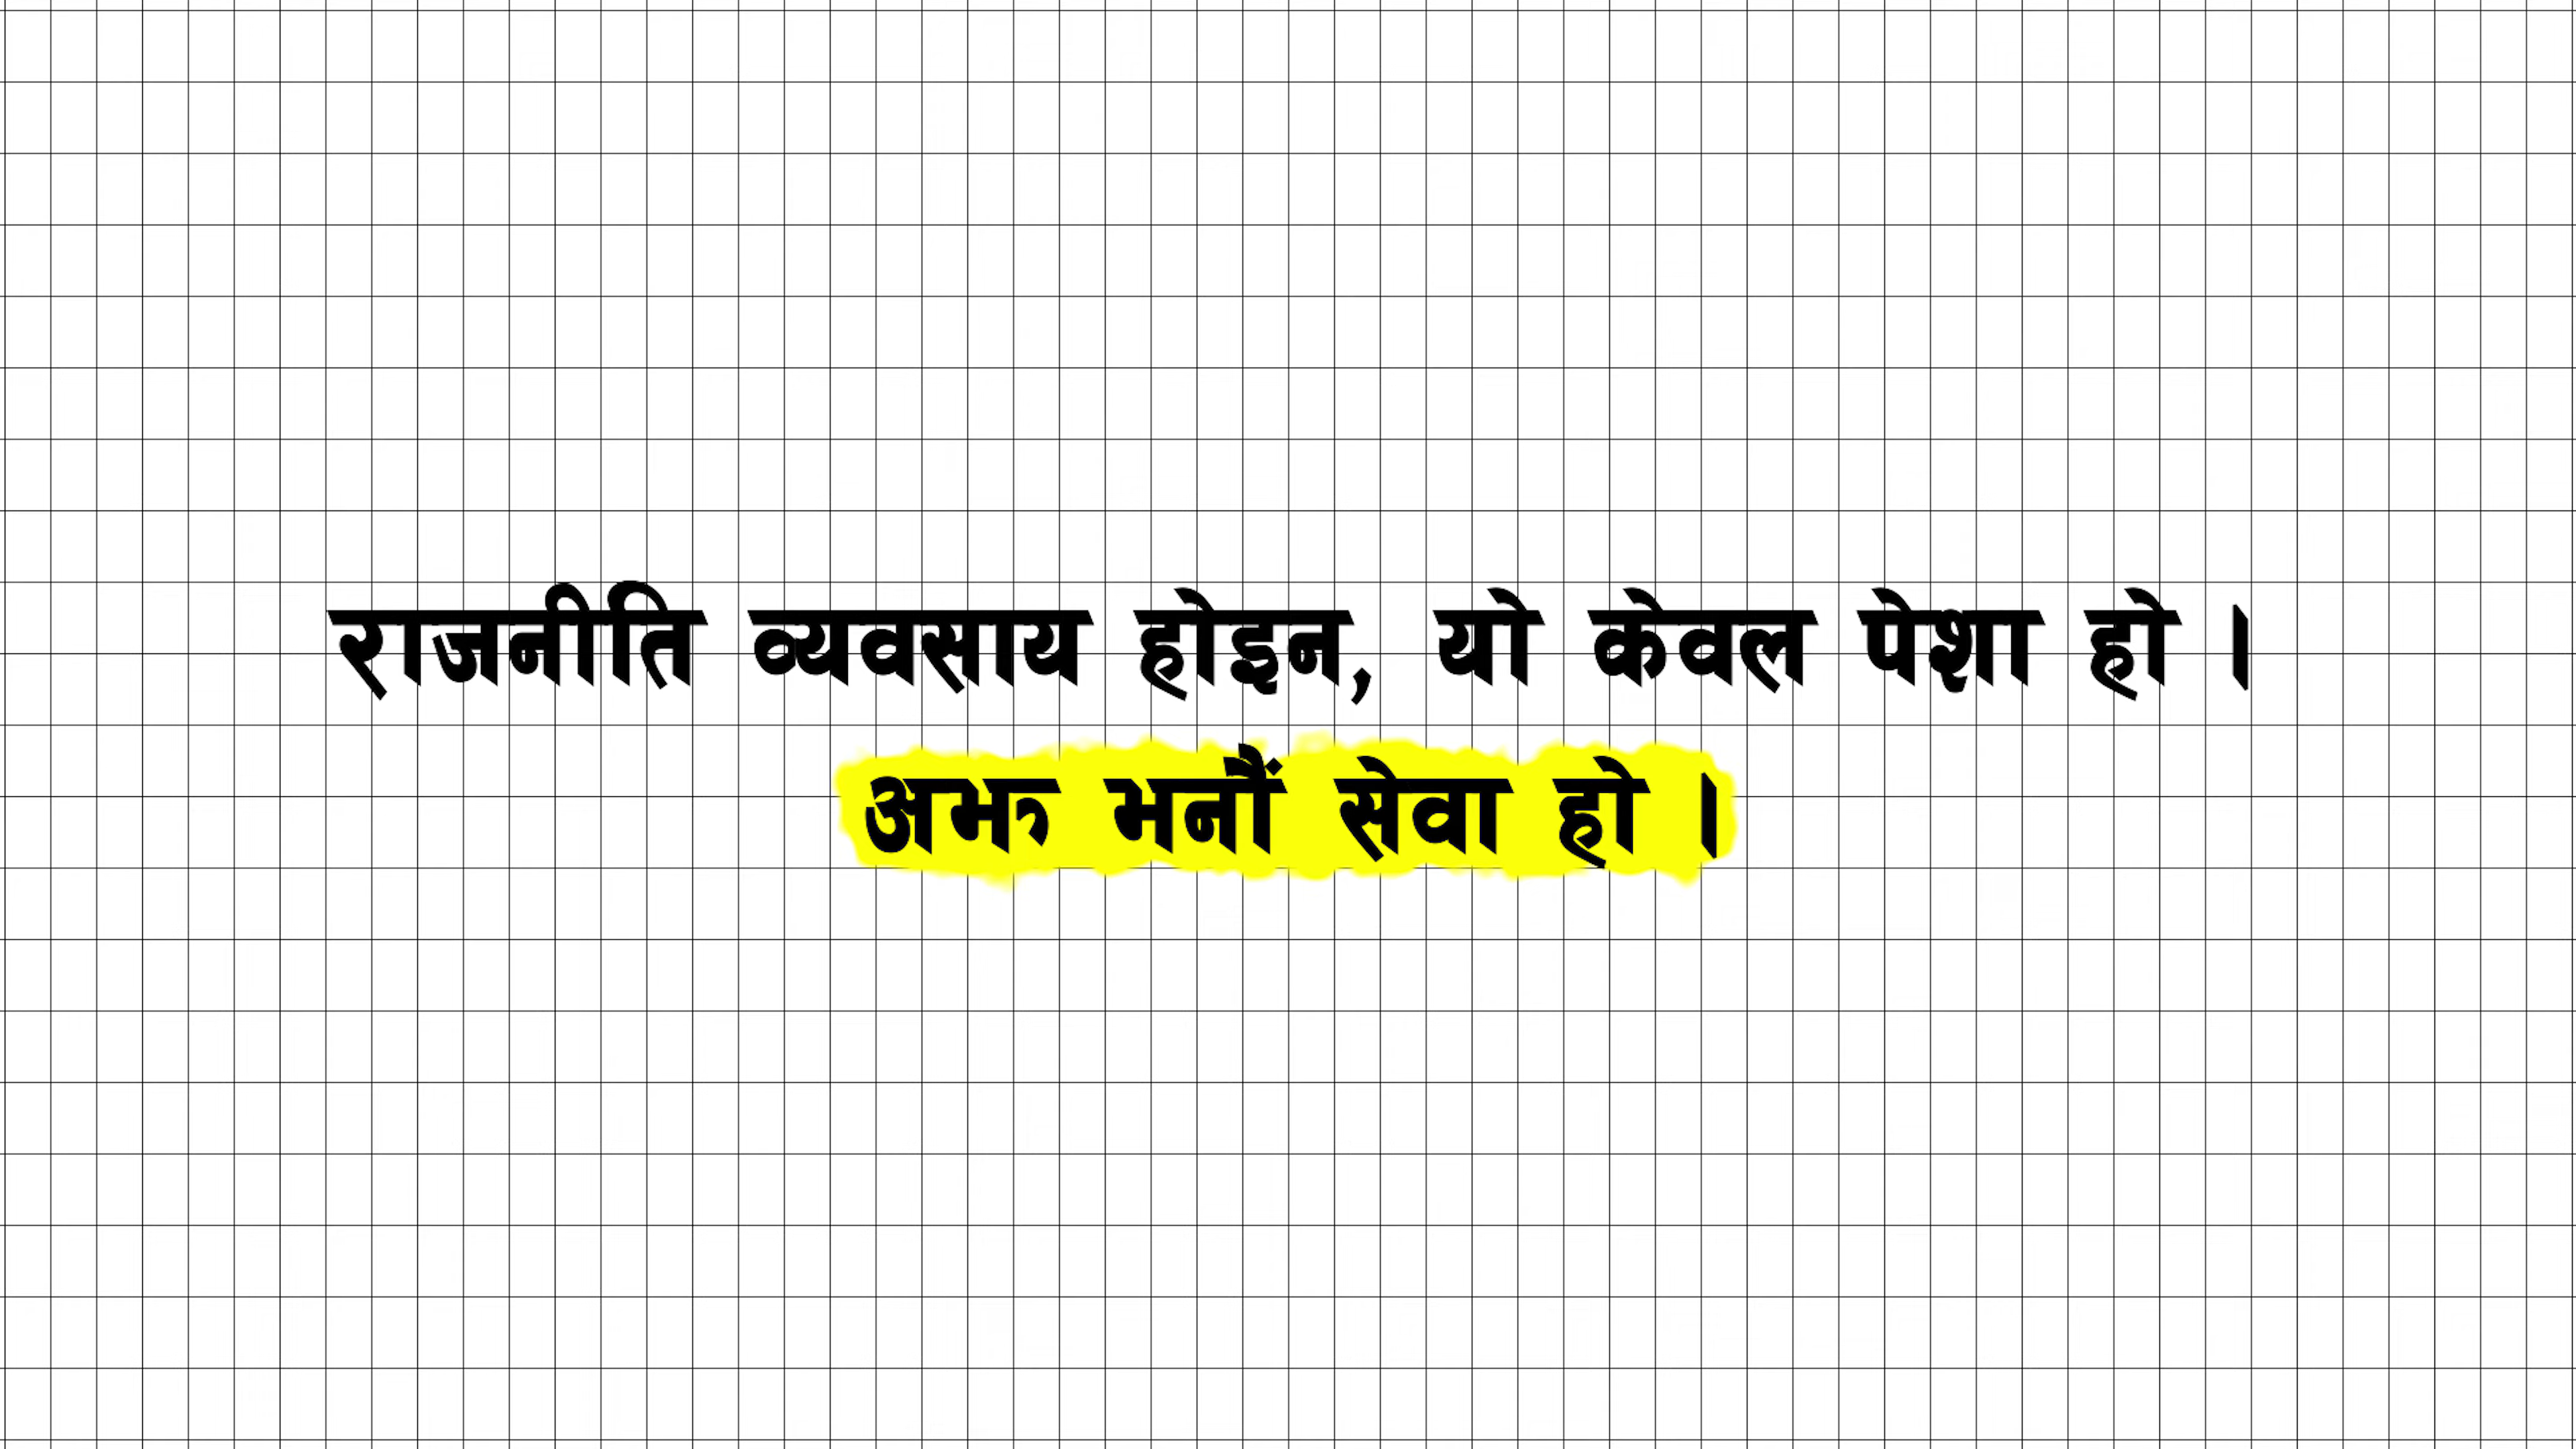 राजनीति व्यवसाय होइन, यो केवल पेशा हो ।
अझ भनौं सेवा हो ।